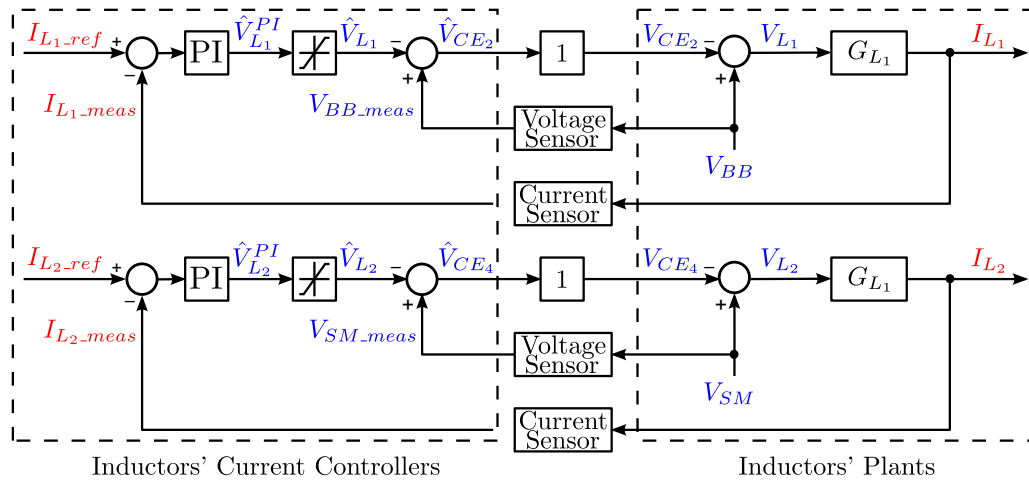 I_{L_1\_ref} + PI \hat{V}_{L_1}^{PI} \hat{V}_{L_1} − \hat{V}_{CE_2} 1 V_{CE_2} − V_{L_1} G_{L_1} I_{L_1}
− + +
I_{L_1\_meas} V_{BB\_meas} Voltage
Sensor
V_{BB}
Current
Sensor
I_{L_2\_ref} + PI \hat{V}_{L_2}^{PI} \hat{V}_{L_2} − \hat{V}_{CE_4} 1 V_{CE_4} − V_{L_2} G_{L_1} I_{L_2}
− + +
I_{L_2\_meas} V_{SM\_meas} Voltage
Sensor
V_{SM}
Current
Sensor
Inductors' Current Controllers Inductors' Plants